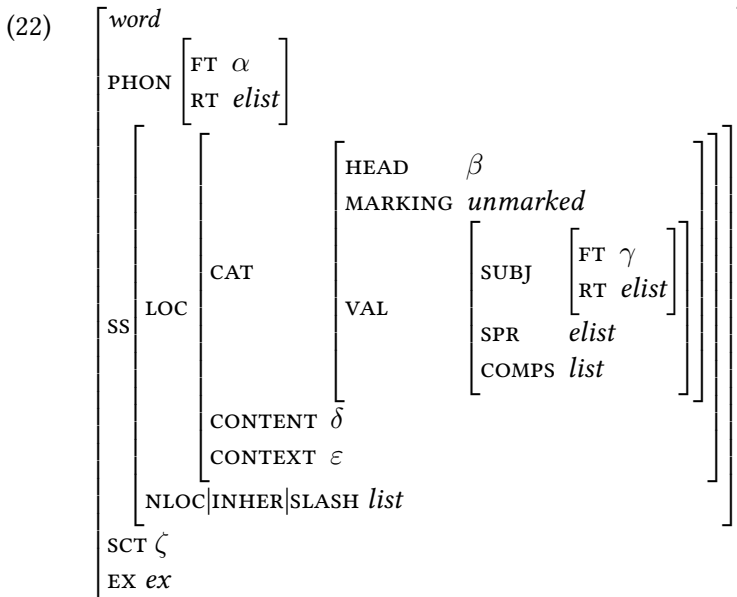 (22)
word
PHON
FT α
RT elist
SS
LOC
CAT
HEAD β
MARKING unmarked
VAL
SUBJ
FT γ
RT elist
SPR elist
COMPS list
CONTENT δ
CONTEXT ε
NLOC|INHER|SLASH list
SCT ζ
EX ex